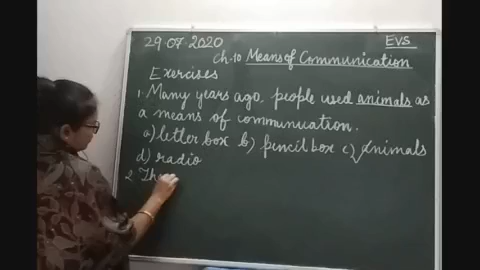 29.07.2020 EVS
Ch.10 Means of Communication
Exercises
1. Many years ago, people used animals as
a means of communication.
a) letter box b) pencil box c) Animals
d) radio
2. The